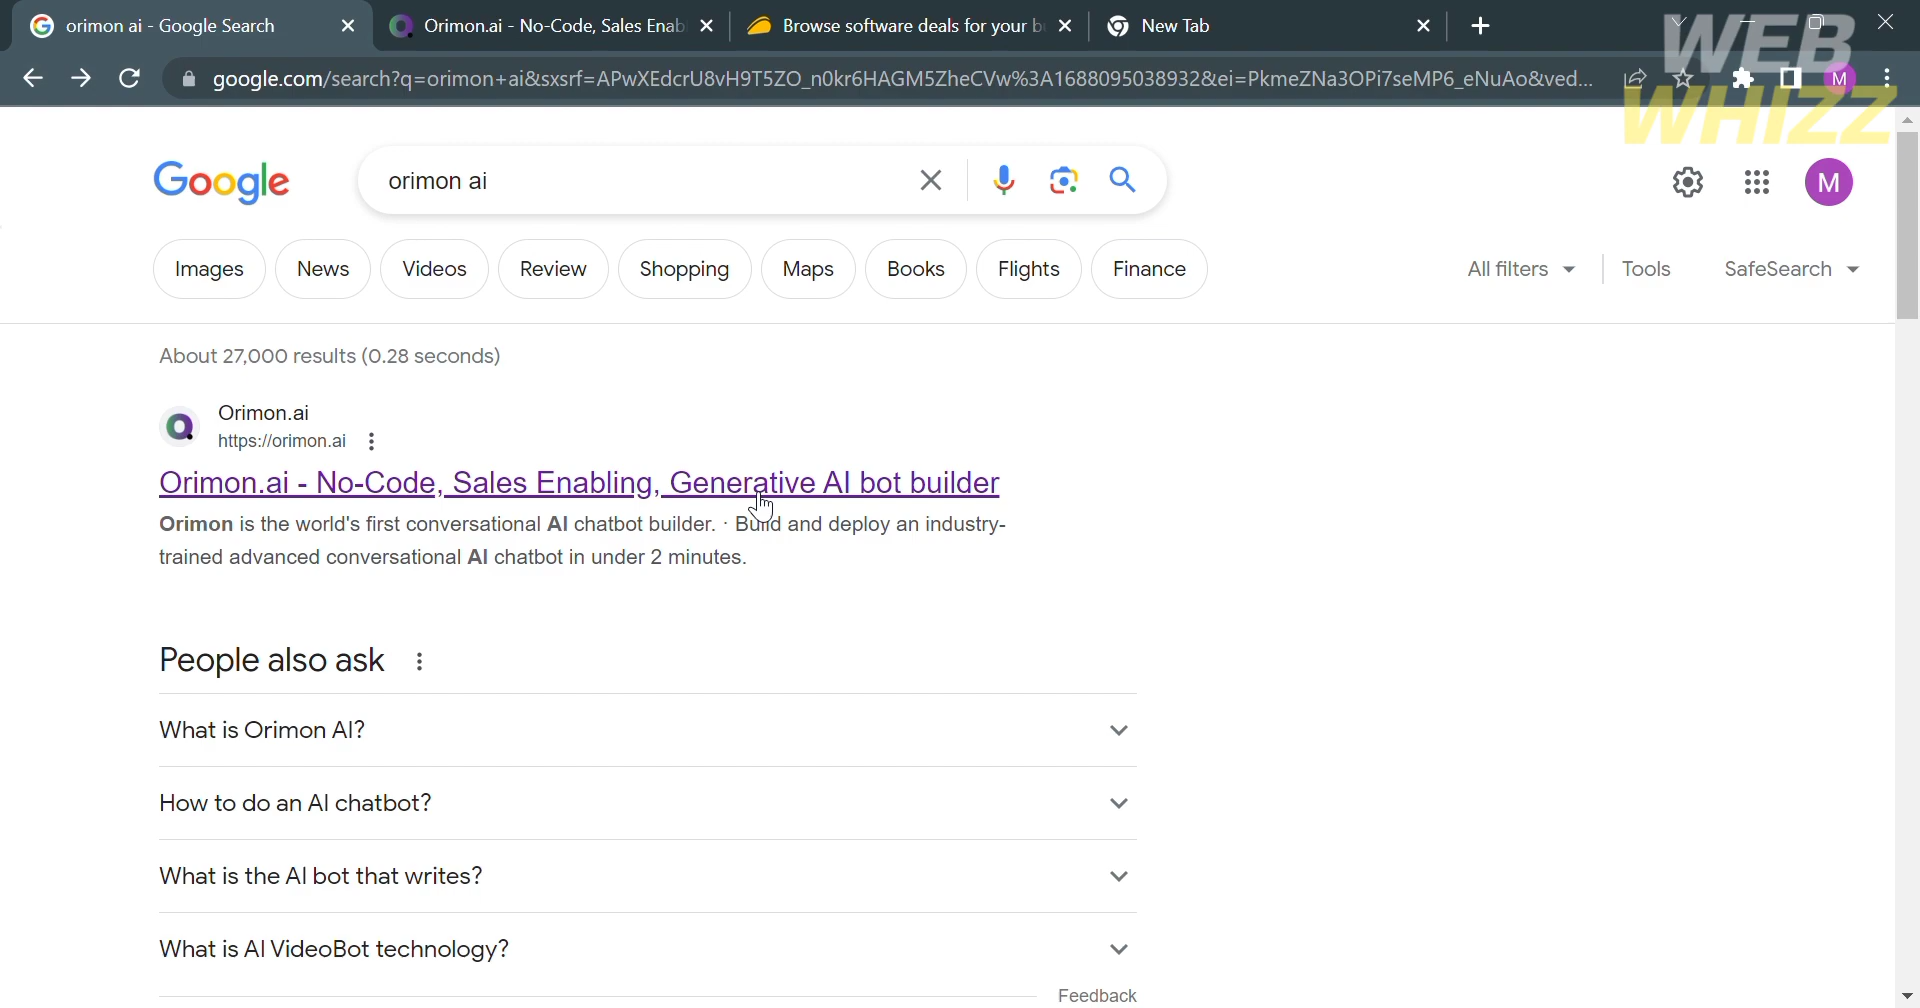 orimon ai - Google Search
Orimon.ai - No-Code, Sales Enab
Browse software deals for your b
New Tab
google.com/search?q=orimon+ai&sxsrf=APwXEdcrU8vH9T5ZO_n0kr6HAGM5ZheCVw%3A1688095038932&ei=PkmeZNa3OPi7seMP6_eNuAo&ved...
M
WEB
WHIZZ
Google
orimon ai
M
Images
News
Videos
Review
Shopping
Maps
Books
Flights
Finance
All filters
Tools
SafeSearch
About 27,000 results (0.28 seconds)
Orimon.ai
https://orimon.ai
Orimon.ai - No-Code, Sales Enabling, Generative AI bot builder
Orimon is the world's first conversational AI chatbot builder. · Build and deploy an industry-
trained advanced conversational AI chatbot in under 2 minutes.
People also ask
What is Orimon AI?
How to do an AI chatbot?
What is the AI bot that writes?
What is AI VideoBot technology?
Feedback